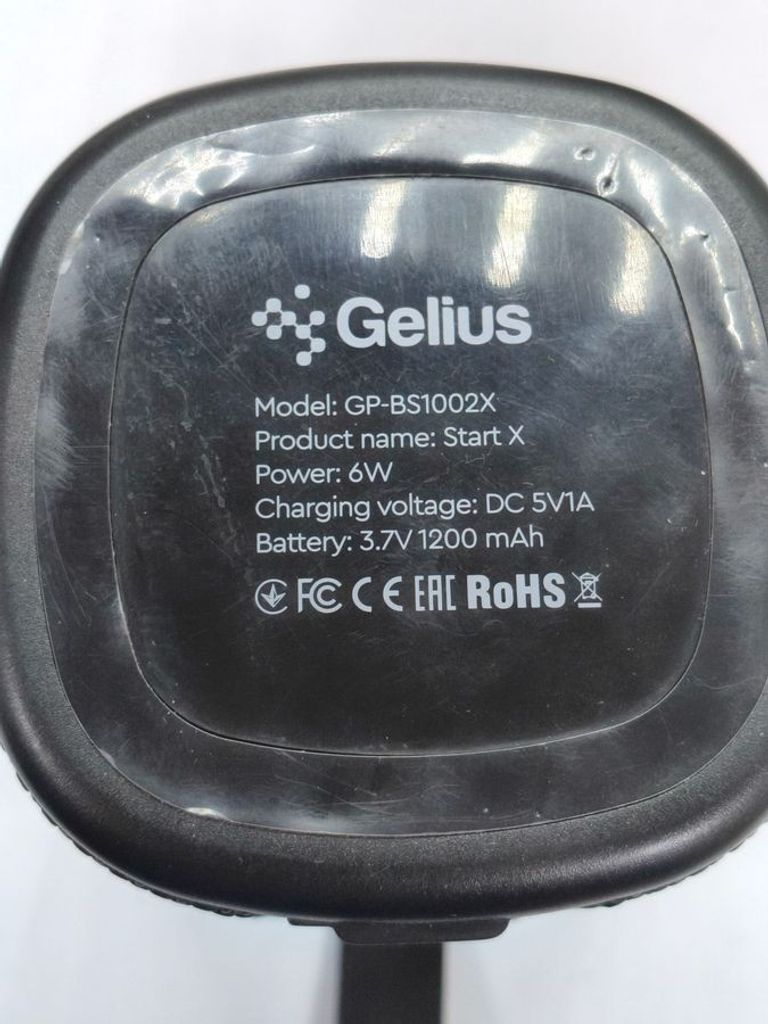 Gelius
Model: GP-BS1002X
Product name: Start X
Power: 6W
Charging voltage: DC 5V1A
Battery: 3.7V 1200 mAh
FC CE EAC RoHS